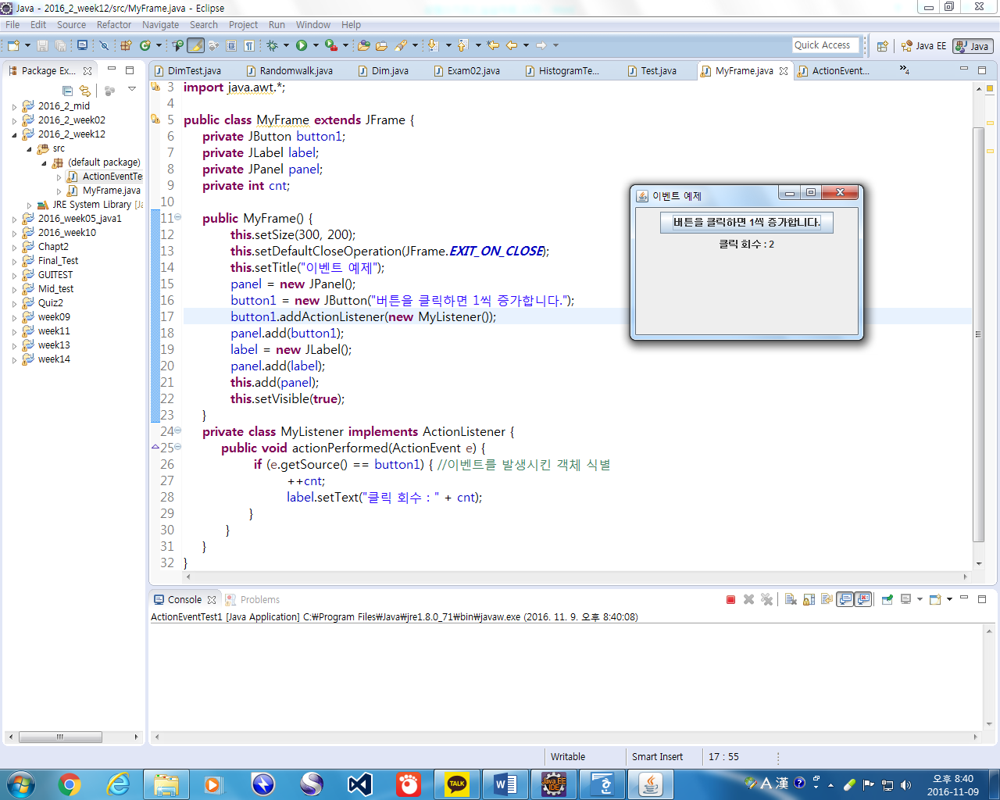 Java - 2016_2_week12/src/MyFrame.java - Eclipse
File Edit Source Refactor Navigate Search Project Run Window Help
Quick Access
Java EE
Java
Package Ex...
2016_2_mid
2016_2_week02
2016_2_week12
src
(default package)
ActionEventTe
MyFrame.java
JRE System Library [Ja
2016_week05_java1
2016_week10
Chapt2
Final_Test
GUITEST
Mid_test
Quiz2
week09
week11
week13
week14
DimTest.java Randomwalk.java Dim.java Exam02.java HistogramTe... Test.java MyFrame.java ActionEvent... »4
3 import java.awt.*;
4
5 public class MyFrame extends JFrame {
6 private JButton button1;
7 private JLabel label;
8 private JPanel panel;
9 private int cnt;
10
11 public MyFrame() {
12 this.setSize(300, 200);
13 this.setDefaultCloseOperation(JFrame.EXIT_ON_CLOSE);
14 this.setTitle("이벤트 예제");
15 panel = new JPanel();
16 button1 = new JButton("버튼을 클릭하면 1씩 증가합니다.");
17 button1.addActionListener(new MyListener());
18 panel.add(button1);
19 label = new JLabel();
20 panel.add(label);
21 this.add(panel);
22 this.setVisible(true);
23 }
24 private class MyListener implements ActionListener {
25 public void actionPerformed(ActionEvent e) {
26 if (e.getSource() == button1) { //이벤트를 발생시킨 객체 식별
27 ++cnt;
28 label.setText("클릭 회수 : " + cnt);
29 }
30 }
31 }
32 }
이벤트 예제
버튼을 클릭하면 1씩 증가합니다.
클릭 회수 : 2
Console Problems
ActionEventTest1 [Java Application] C:₩Program Files₩Java₩jre1.8.0_71₩bin₩javaw.exe (2016. 11. 9. 오후 8:40:08)
Writable Smart Insert 17 : 55
TALK
Java EE
IDE
A 漢
오후 8:40
2016-11-09